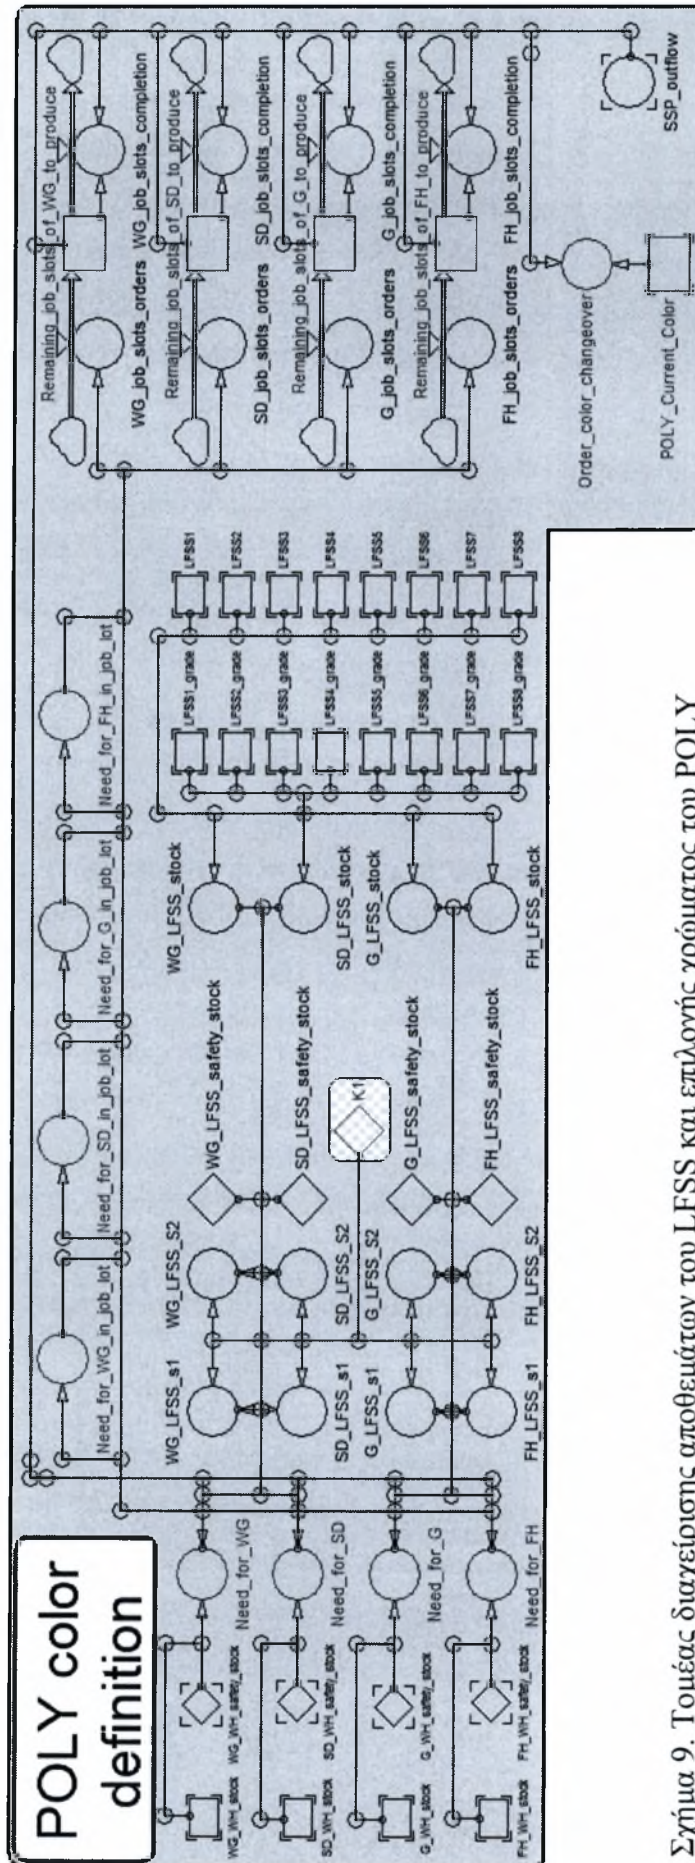 POLY color
definition
WG_WH_stock
WG_WH_safety_stock
Need_for_WG
SD_WH_stock
SD_WH_safety_stock
Need_for_SD
G_WH_stock
G_WH_safety_stock
Need_for_G
FH_WH_stock
FH_WH_safety_stock
Need_for_FH
Need_for_WG_in_job_lot
Need_for_SD_in_job_lot
Need_for_G_in_job_lot
Need_for_FH_in_job_lot
WG_LFSS_s1
WG_LFSS_S2
WG_LFSS_safety_stock
WG_LFSS_stock
SD_LFSS_s1
SD_LFSS_S2
SD_LFSS_safety_stock
SD_LFSS_stock
K1
G_LFSS_s1
G_LFSS_S2
G_LFSS_safety_stock
G_LFSS_stock
FH_LFSS_s1
FH_LFSS_S2
FH_LFSS_safety_stock
FH_LFSS_stock
LFSS1_grade
LFSS1
LFSS2_grade
LFSS2
LFSS3_grade
LFSS3
LFSS4_grade
LFSS4
LFSS5_grade
LFSS5
LFSS6_grade
LFSS6
LFSS7_grade
LFSS7
LFSS8_grade
LFSS8
Remaining_job_slots_of_WG_to_produce
WG_job_slots_orders
WG_job_slots_completion
Remaining_job_slots_of_SD_to_produce
SD_job_slots_orders
SD_job_slots_completion
Remaining_job_slots_of_G_to_produce
G_job_slots_orders
G_job_slots_completion
Remaining_job_slots_of_FH_to_produce
FH_job_slots_orders
FH_job_slots_completion
Order_color_changeover
POLY_Current_Color
SSP_outflow
Σχήμα 9. Τομέας διαχείρισης αποθεμάτων του LFSS και επιλογής χρώματος του POLY